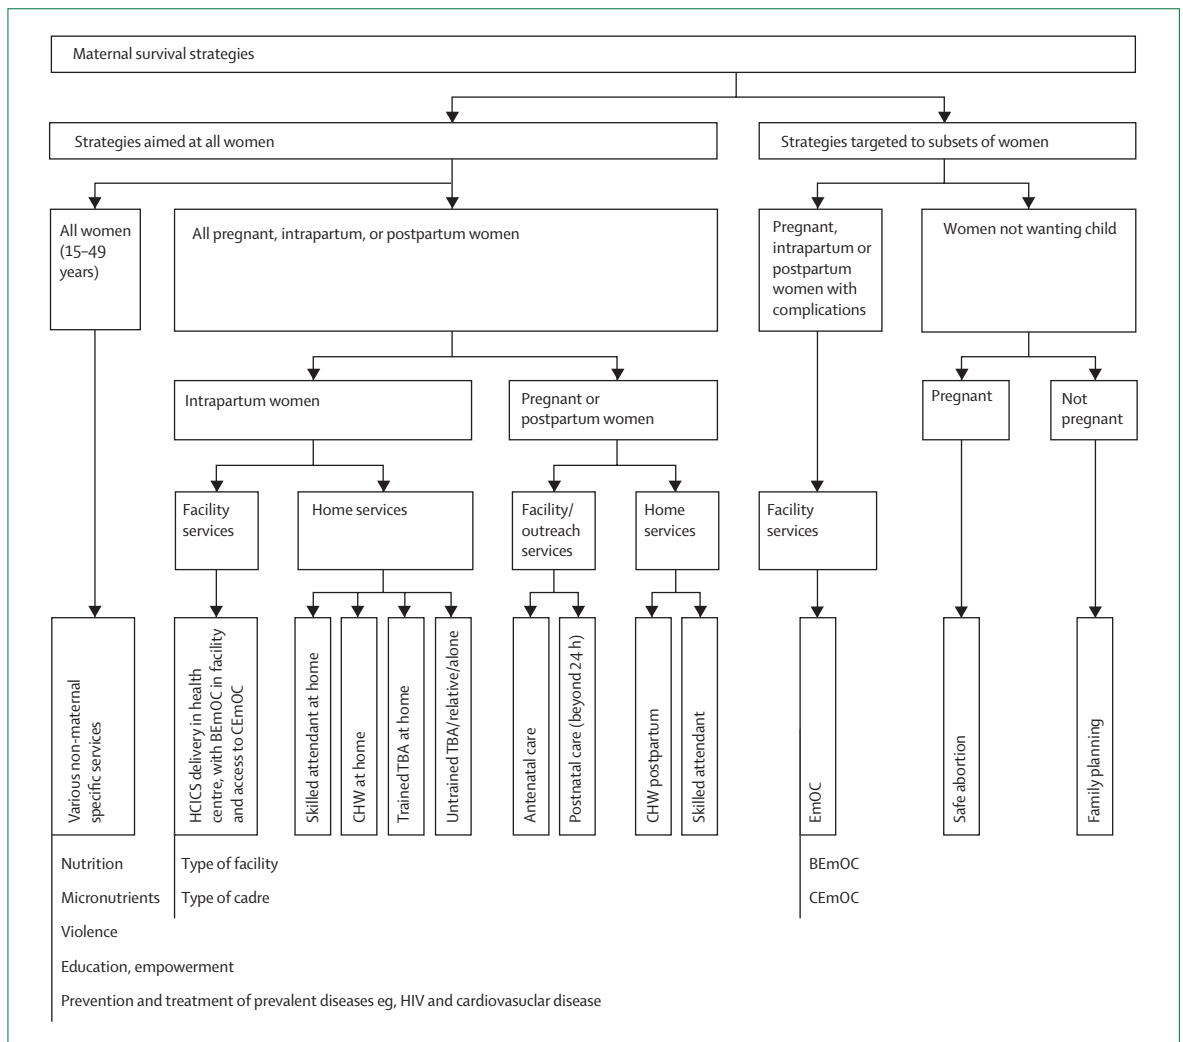 Maternal survival strategies
Strategies aimed at all women
Strategies targeted to subsets of women
All women
(15–49
years)
All pregnant, intrapartum, or postpartum women
Pregnant,
intrapartum or
postpartum
women with
complications
Women not wanting child
Intrapartum women
Pregnant or
postpartum women
Pregnant
Not
pregnant
Facility
services
Home services
Facility/
outreach
services
Home
services
Facility
services
Various non-maternal
specific services
HCICS delivery in health
centre, with BEmOC in facility
and access to CEmOC
Skilled attendant at home
CHW at home
Trained TBA at home
Untrained TBA/relative/alone
Antenatal care
Postnatal care (beyond 24 h)
CHW postpartum
Skilled attendant
EmOC
Safe abortion
Family planning
Nutrition
Micronutrients
Violence
Education, empowerment
Prevention and treatment of prevalent diseases eg, HIV and cardiovasuclar disease
Type of facility
Type of cadre
BEmOC
CEmOC